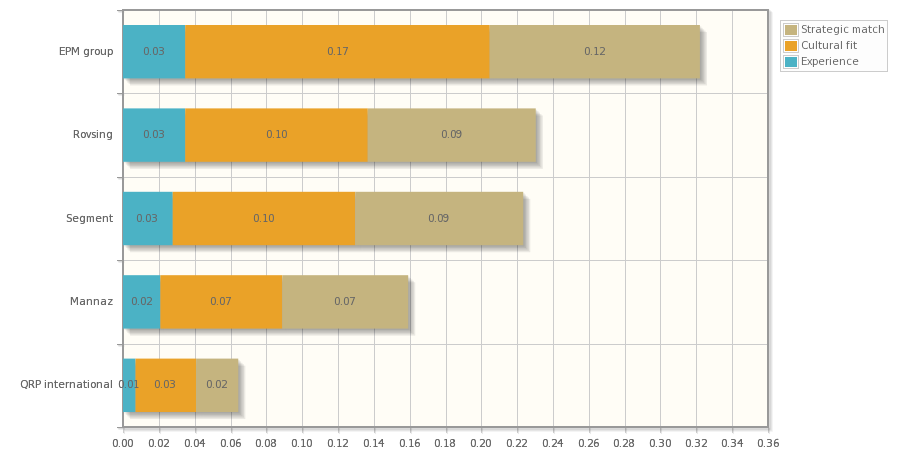 EPM group 0.03 0.17 0.12
Rovsing 0.03 0.10 0.09
Segment 0.03 0.10 0.09
Mannaz 0.02 0.07 0.07
QRP international 0.01 0.03 0.02
0.00 0.02 0.04 0.06 0.08 0.10 0.12 0.14 0.16 0.18 0.20 0.22 0.24 0.26 0.28 0.30 0.32 0.34 0.36
Strategic match
Cultural fit
Experience